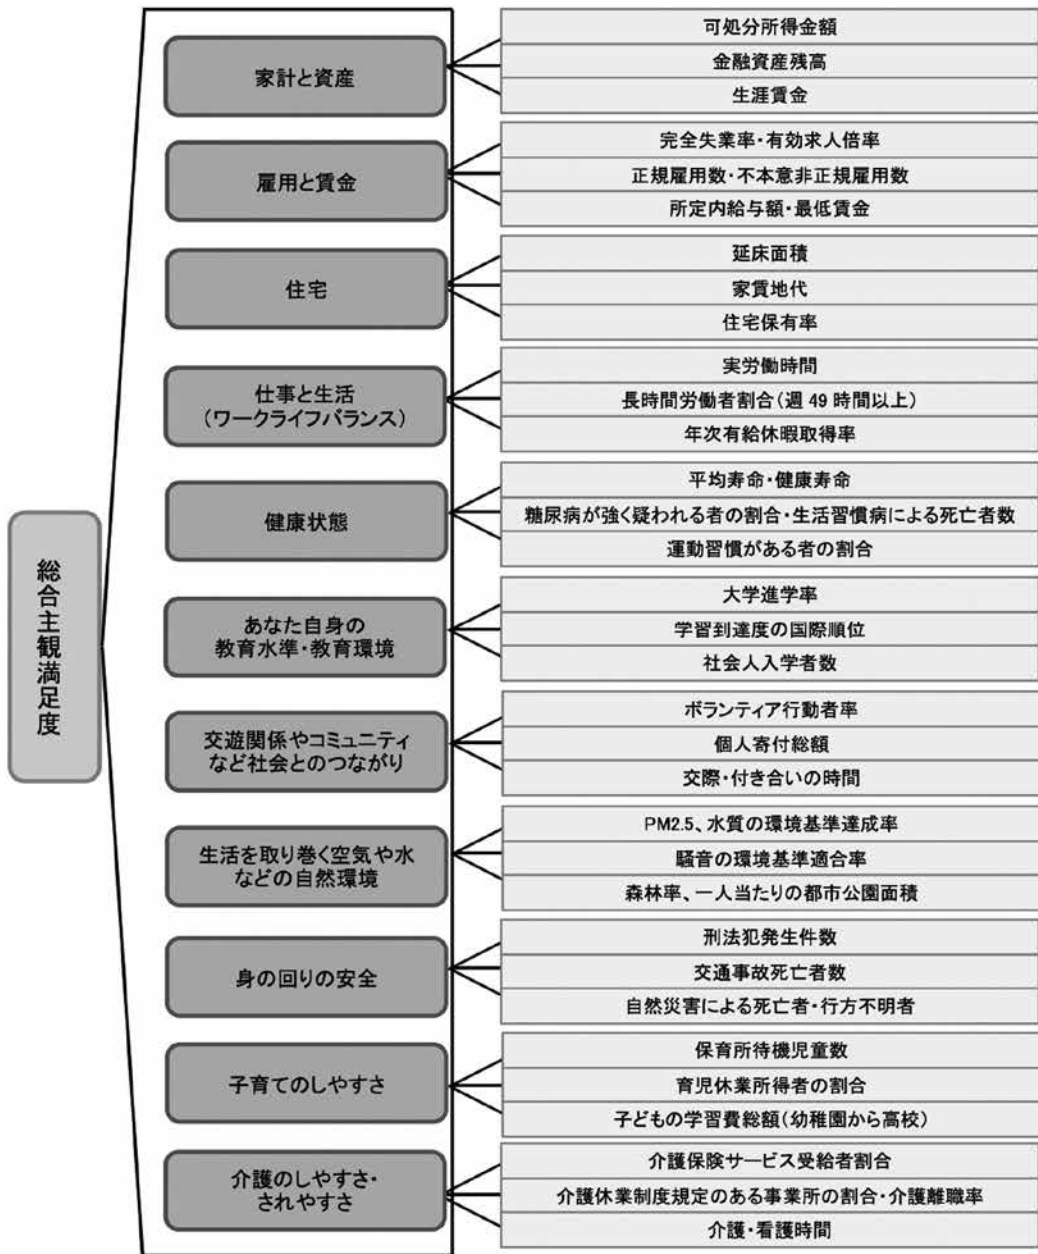 総合主観満足度
家計と資産
可処分所得金額
金融資産残高
生涯賃金
雇用と賃金
完全失業率・有効求人倍率
正規雇用数・不本意非正規雇用数
所定内給与額・最低賃金
住宅
延床面積
家賃地代
住宅保有率
仕事と生活
(ワークライフバランス)
実労働時間
長時間労働者割合(週 49 時間以上)
年次有給休暇取得率
健康状態
平均寿命・健康寿命
糖尿病が強く疑われる者の割合・生活習慣病による死亡者数
運動習慣がある者の割合
あなた自身の
教育水準・教育環境
大学進学率
学習到達度の国際順位
社会人入学者数
交遊関係やコミュニティ
など社会とのつながり
ボランティア行動者率
個人寄付総額
交際・付き合いの時間
生活を取り巻く空気や水
などの自然環境
PM2.5、水質の環境基準達成率
騒音の環境基準適合率
森林率、一人当たりの都市公園面積
身の回りの安全
刑法犯発生件数
交通事故死亡者数
自然災害による死亡者・行方不明者
子育てのしやすさ
保育所待機児童数
育児休業所得者の割合
子どもの学習費総額(幼稚園から高校)
介護のしやすさ・
されやすさ
介護保険サービス受給者割合
介護休業制度規定のある事業所の割合・介護離職率
介護・看護時間